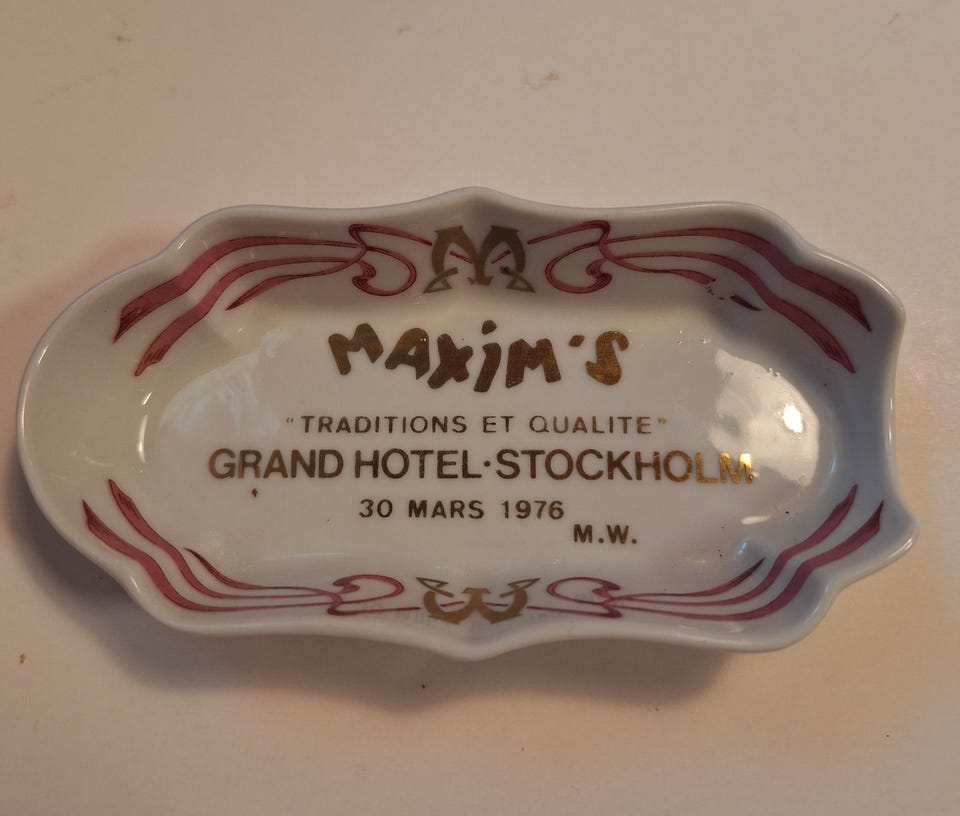 M
MAXiM'S
"TRADITIONS ET QUALITE"
GRAND HOTEL·STOCKHOLM
30 MARS 1976
M.W.
M